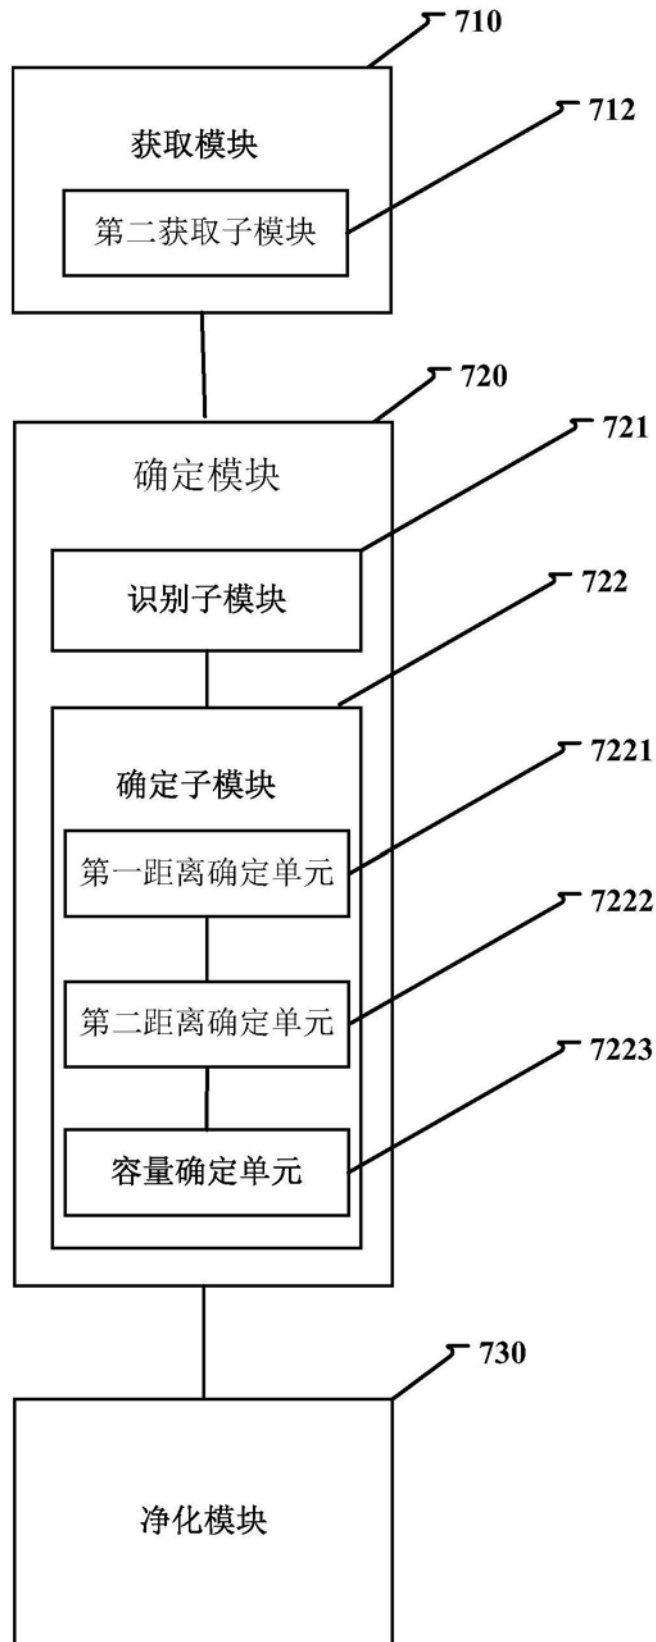 710
712
获取模块
第二获取子模块
720
721
确定模块
722
识别子模块
7221
确定子模块
第一距离确定单元
7222
第二距离确定单元
7223
容量确定单元
730
净化模块